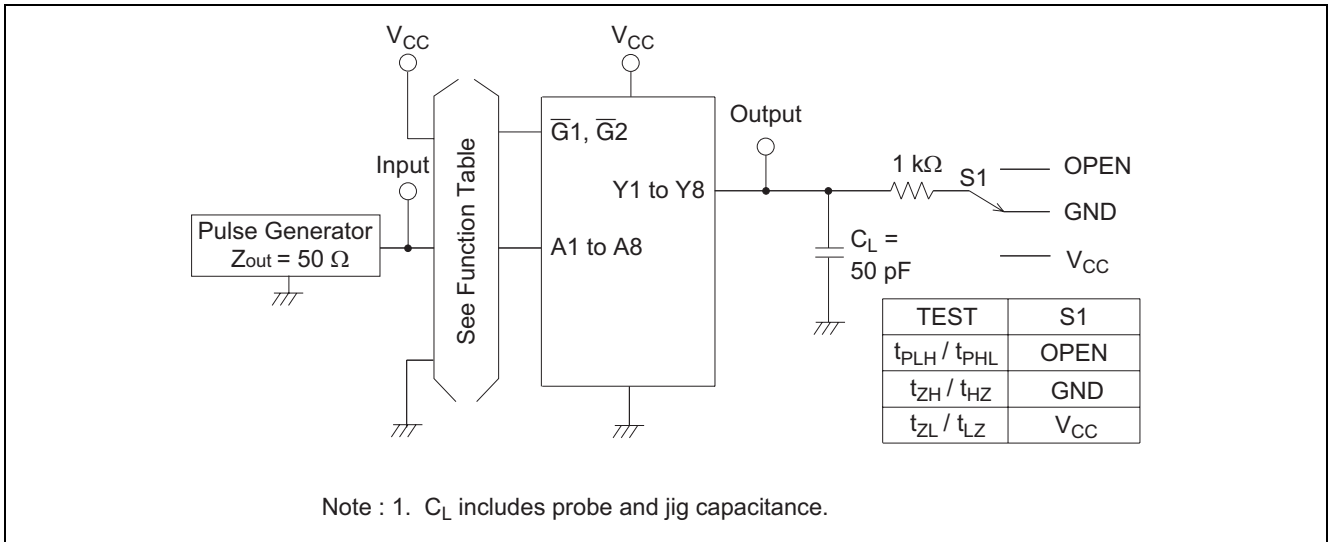 VCC
VCC
Output
G̅1, G̅2
Input
1 kΩ
S1
OPEN
Y1 to Y8
GND
See Function Table
Pulse Generator
Zout = 50 Ω
A1 to A8
CL =
50 pF
VCC
TEST S1
tPLH / tPHL OPEN
tZH / tHZ GND
tZL / tLZ VCC
Note : 1. CL includes probe and jig capacitance.